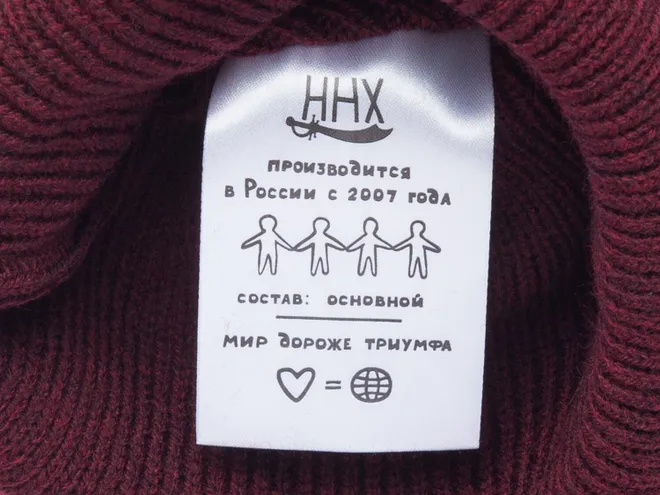 ННХ
ПРОИЗВОДИТСЯ
В РОССИИ С 2007 ГОДА
СОСТАВ: ОСНОВНОЙ
МИР ДОРОЖЕ ТРИУМФА
=